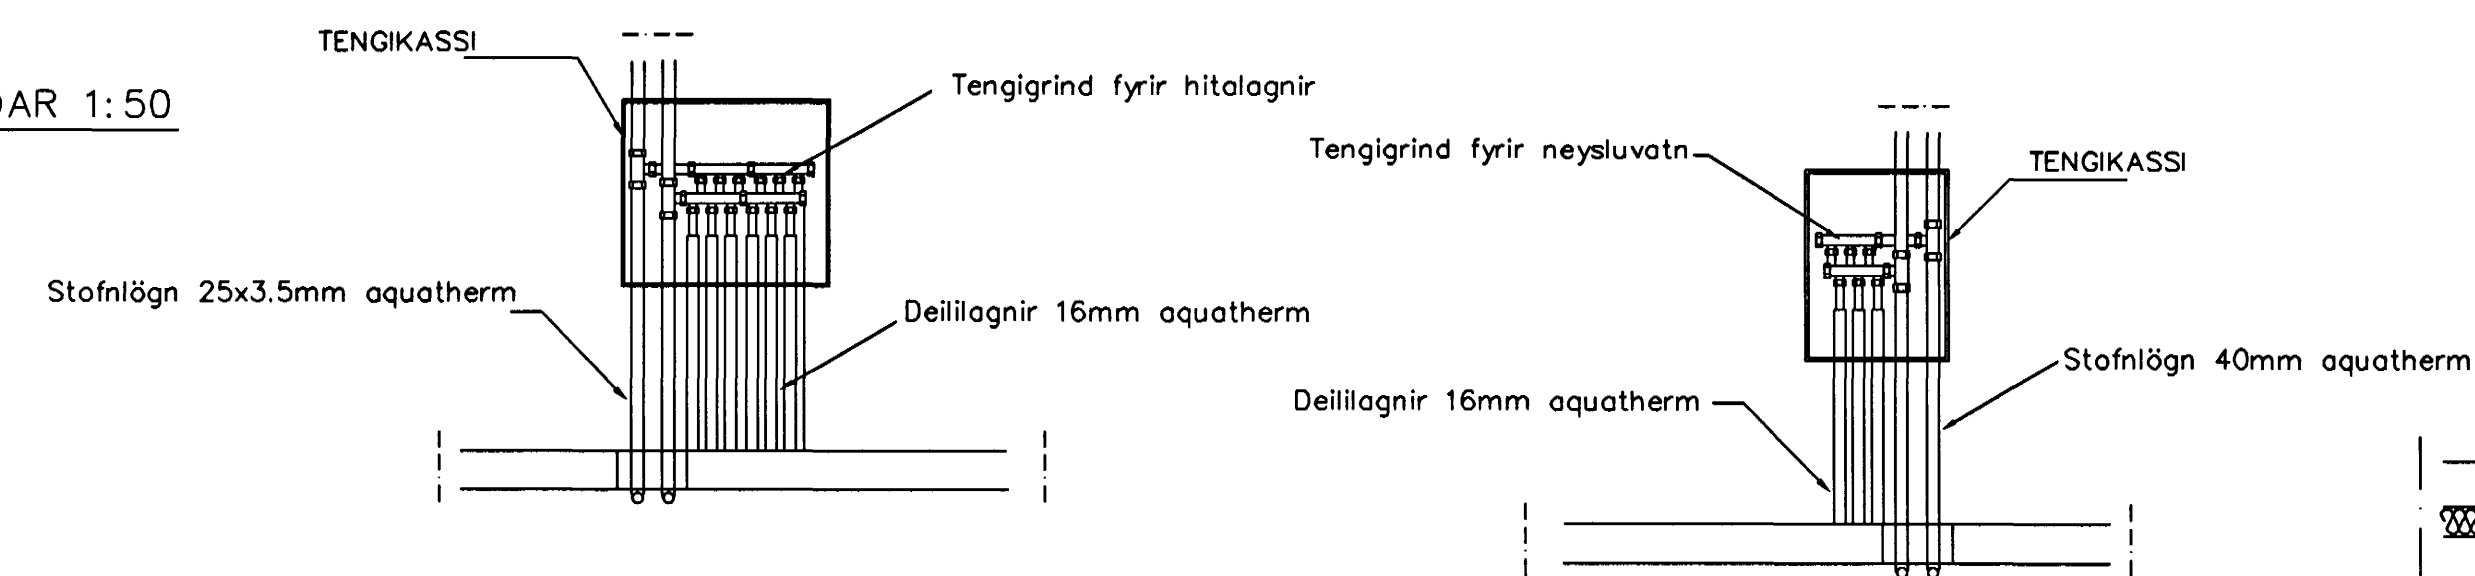 TENGIKASSI
DAR 1:50
Tengigrind fyrir hitalagnir
Stofnlögn 25x3.5mm aquatherm
Deililagnir 16mm aquatherm
Tengigrind fyrir neysluvatn
TENGIKASSI
Stofnlögn 40mm aquatherm
Deililagnir 16mm aquatherm